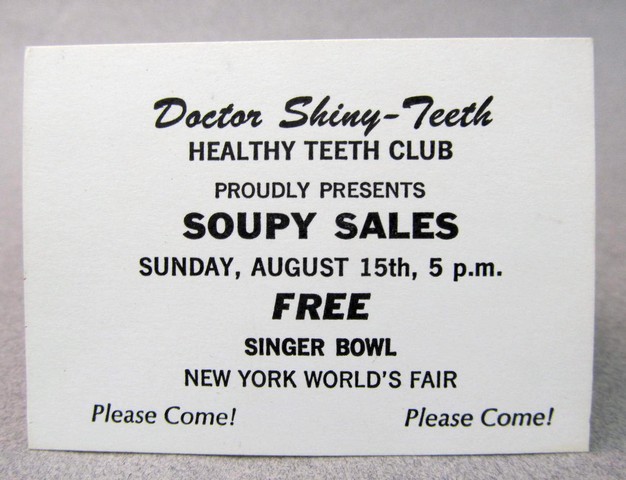 Doctor Shiny-Teeth
HEALTHY TEETH CLUB
PROUDLY PRESENTS
SOUPY SALES
SUNDAY, AUGUST 15th, 5 p.m.
FREE
SINGER BOWL
NEW YORK WORLD'S FAIR
Please Come! Please Come!